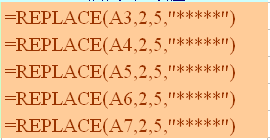 =REPLACE(A3,2,5,"*****")
=REPLACE(A4,2,5,"*****")
=REPLACE(A5,2,5,"*****")
=REPLACE(A6,2,5,"*****")
=REPLACE(A7,2,5,"*****")